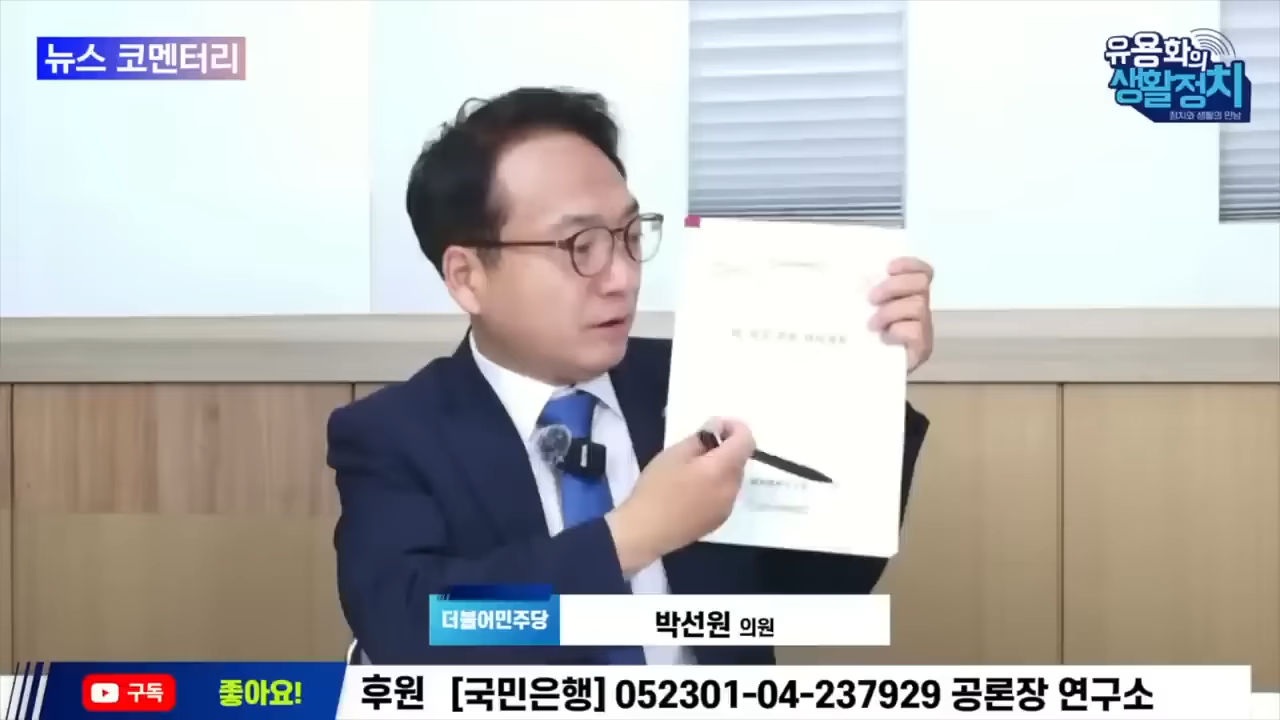 뉴스 코멘터리
유용화의
생활정치
정치와 생활의 만남
더불어민주당
박선원 의원
구독
좋아요!
후원 [국민은행] 052301-04-237929 공론장 연구소